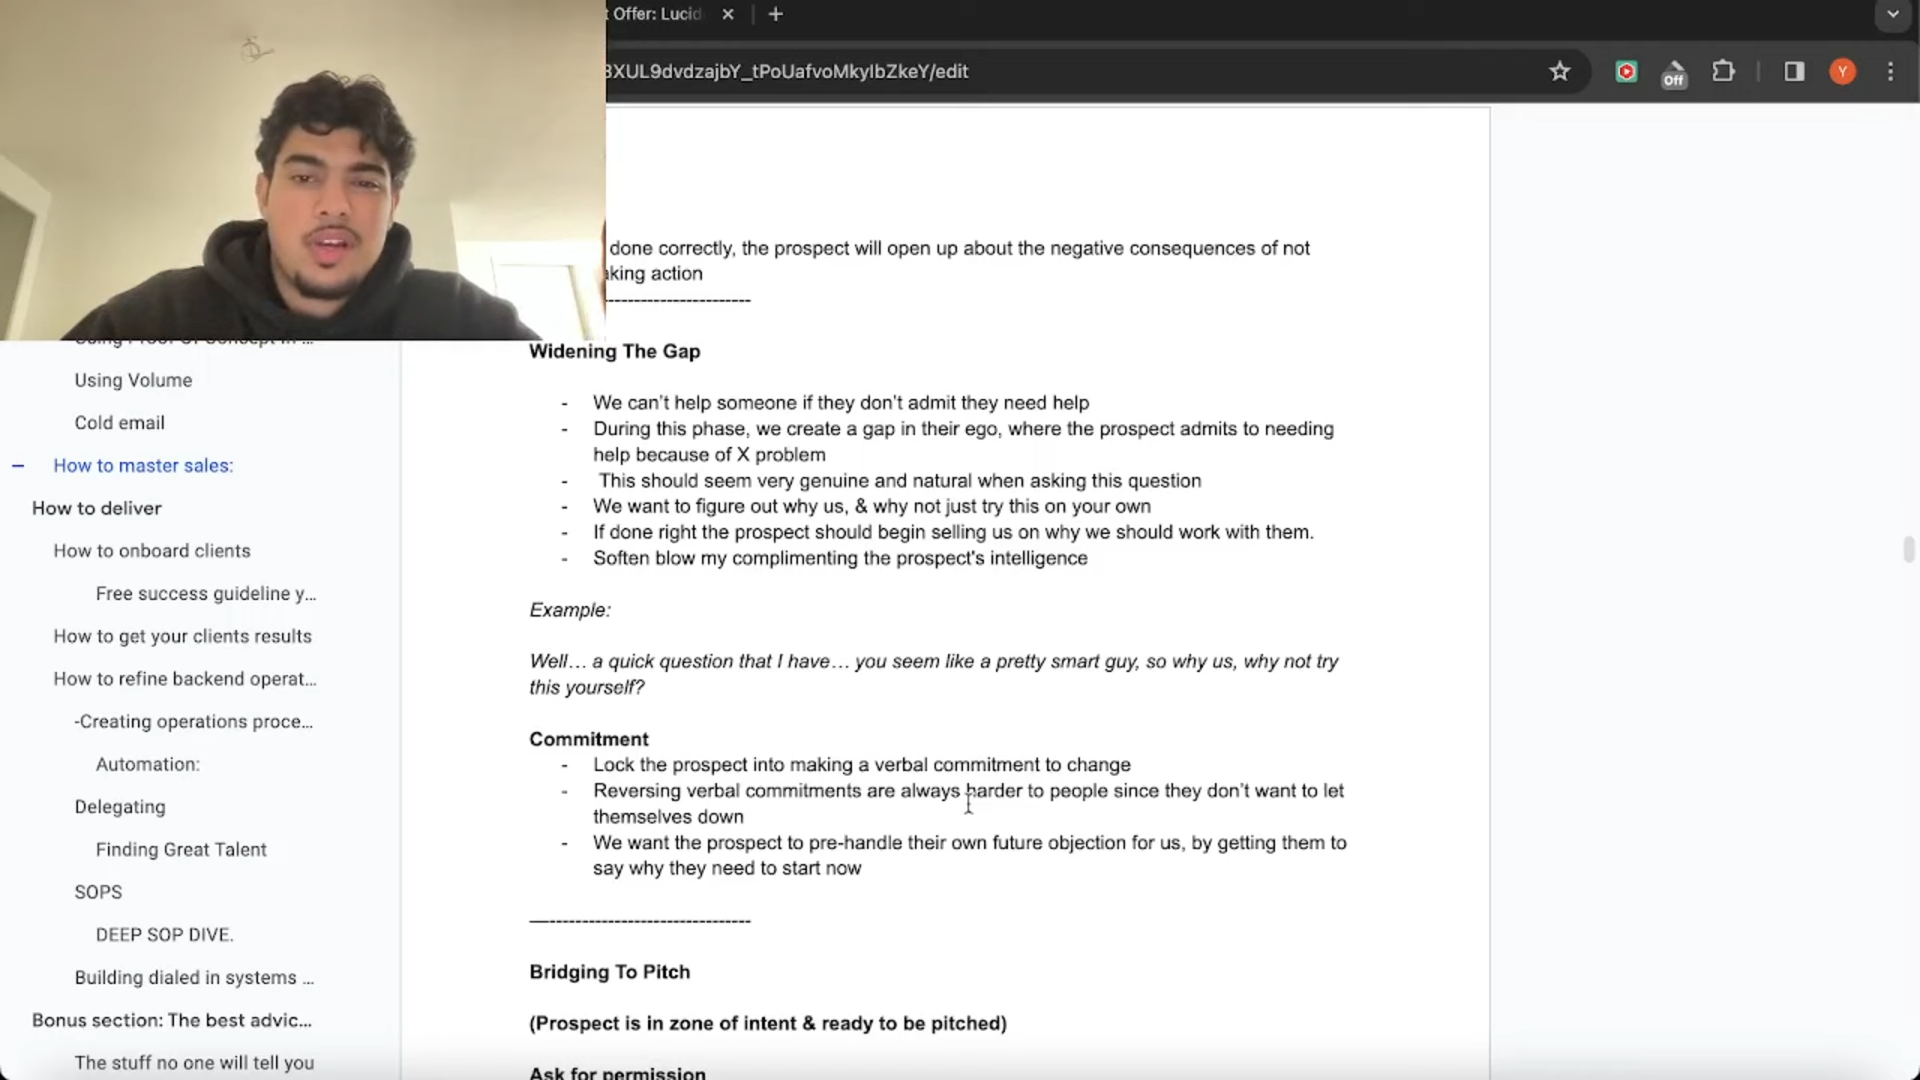 t Offer: Lucid
3XUL9dvdzajbY_tPoUafvoMkyIbZkeY/edit
Off
Y
done correctly, the prospect will open up about the negative consequences of not
aking action
-----------------------
Using Volume
Cold email
How to master sales:
How to deliver
How to onboard clients
Free success guideline y...
How to get your clients results
How to refine backend operat...
-Creating operations proce...
Automation:
Delegating
Finding Great Talent
SOPS
DEEP SOP DIVE.
Building dialed in systems ...
Bonus section: The best advic...
The stuff no one will tell you
Widening The Gap
- We can't help someone if they don't admit they need help
- During this phase, we create a gap in their ego, where the prospect admits to needing
help because of X problem
- This should seem very genuine and natural when asking this question
- We want to figure out why us, & why not just try this on your own
- If done right the prospect should begin selling us on why we should work with them.
- Soften blow my complimenting the prospect's intelligence
Example:
Well… a quick question that I have… you seem like a pretty smart guy, so why us, why not try
this yourself?
Commitment
- Lock the prospect into making a verbal commitment to change
- Reversing verbal commitments are always harder to people since they don't want to let
themselves down
- We want the prospect to pre-handle their own future objection for us, by getting them to
say why they need to start now
—-------------------------------
Bridging To Pitch
(Prospect is in zone of intent & ready to be pitched)
Ask for permission